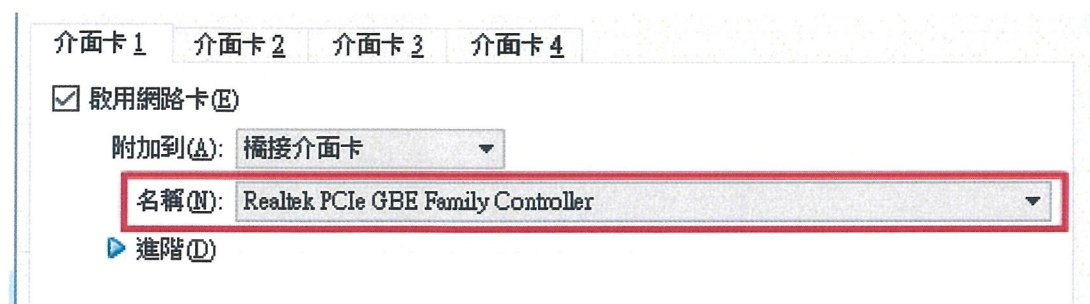 介面卡 1 介面卡 2 介面卡 3 介面卡 4
啟用網路卡(E)
附加到(A): 橋接介面卡
名稱(N): Realtek PCIe GBE Family Controller
進階(D)